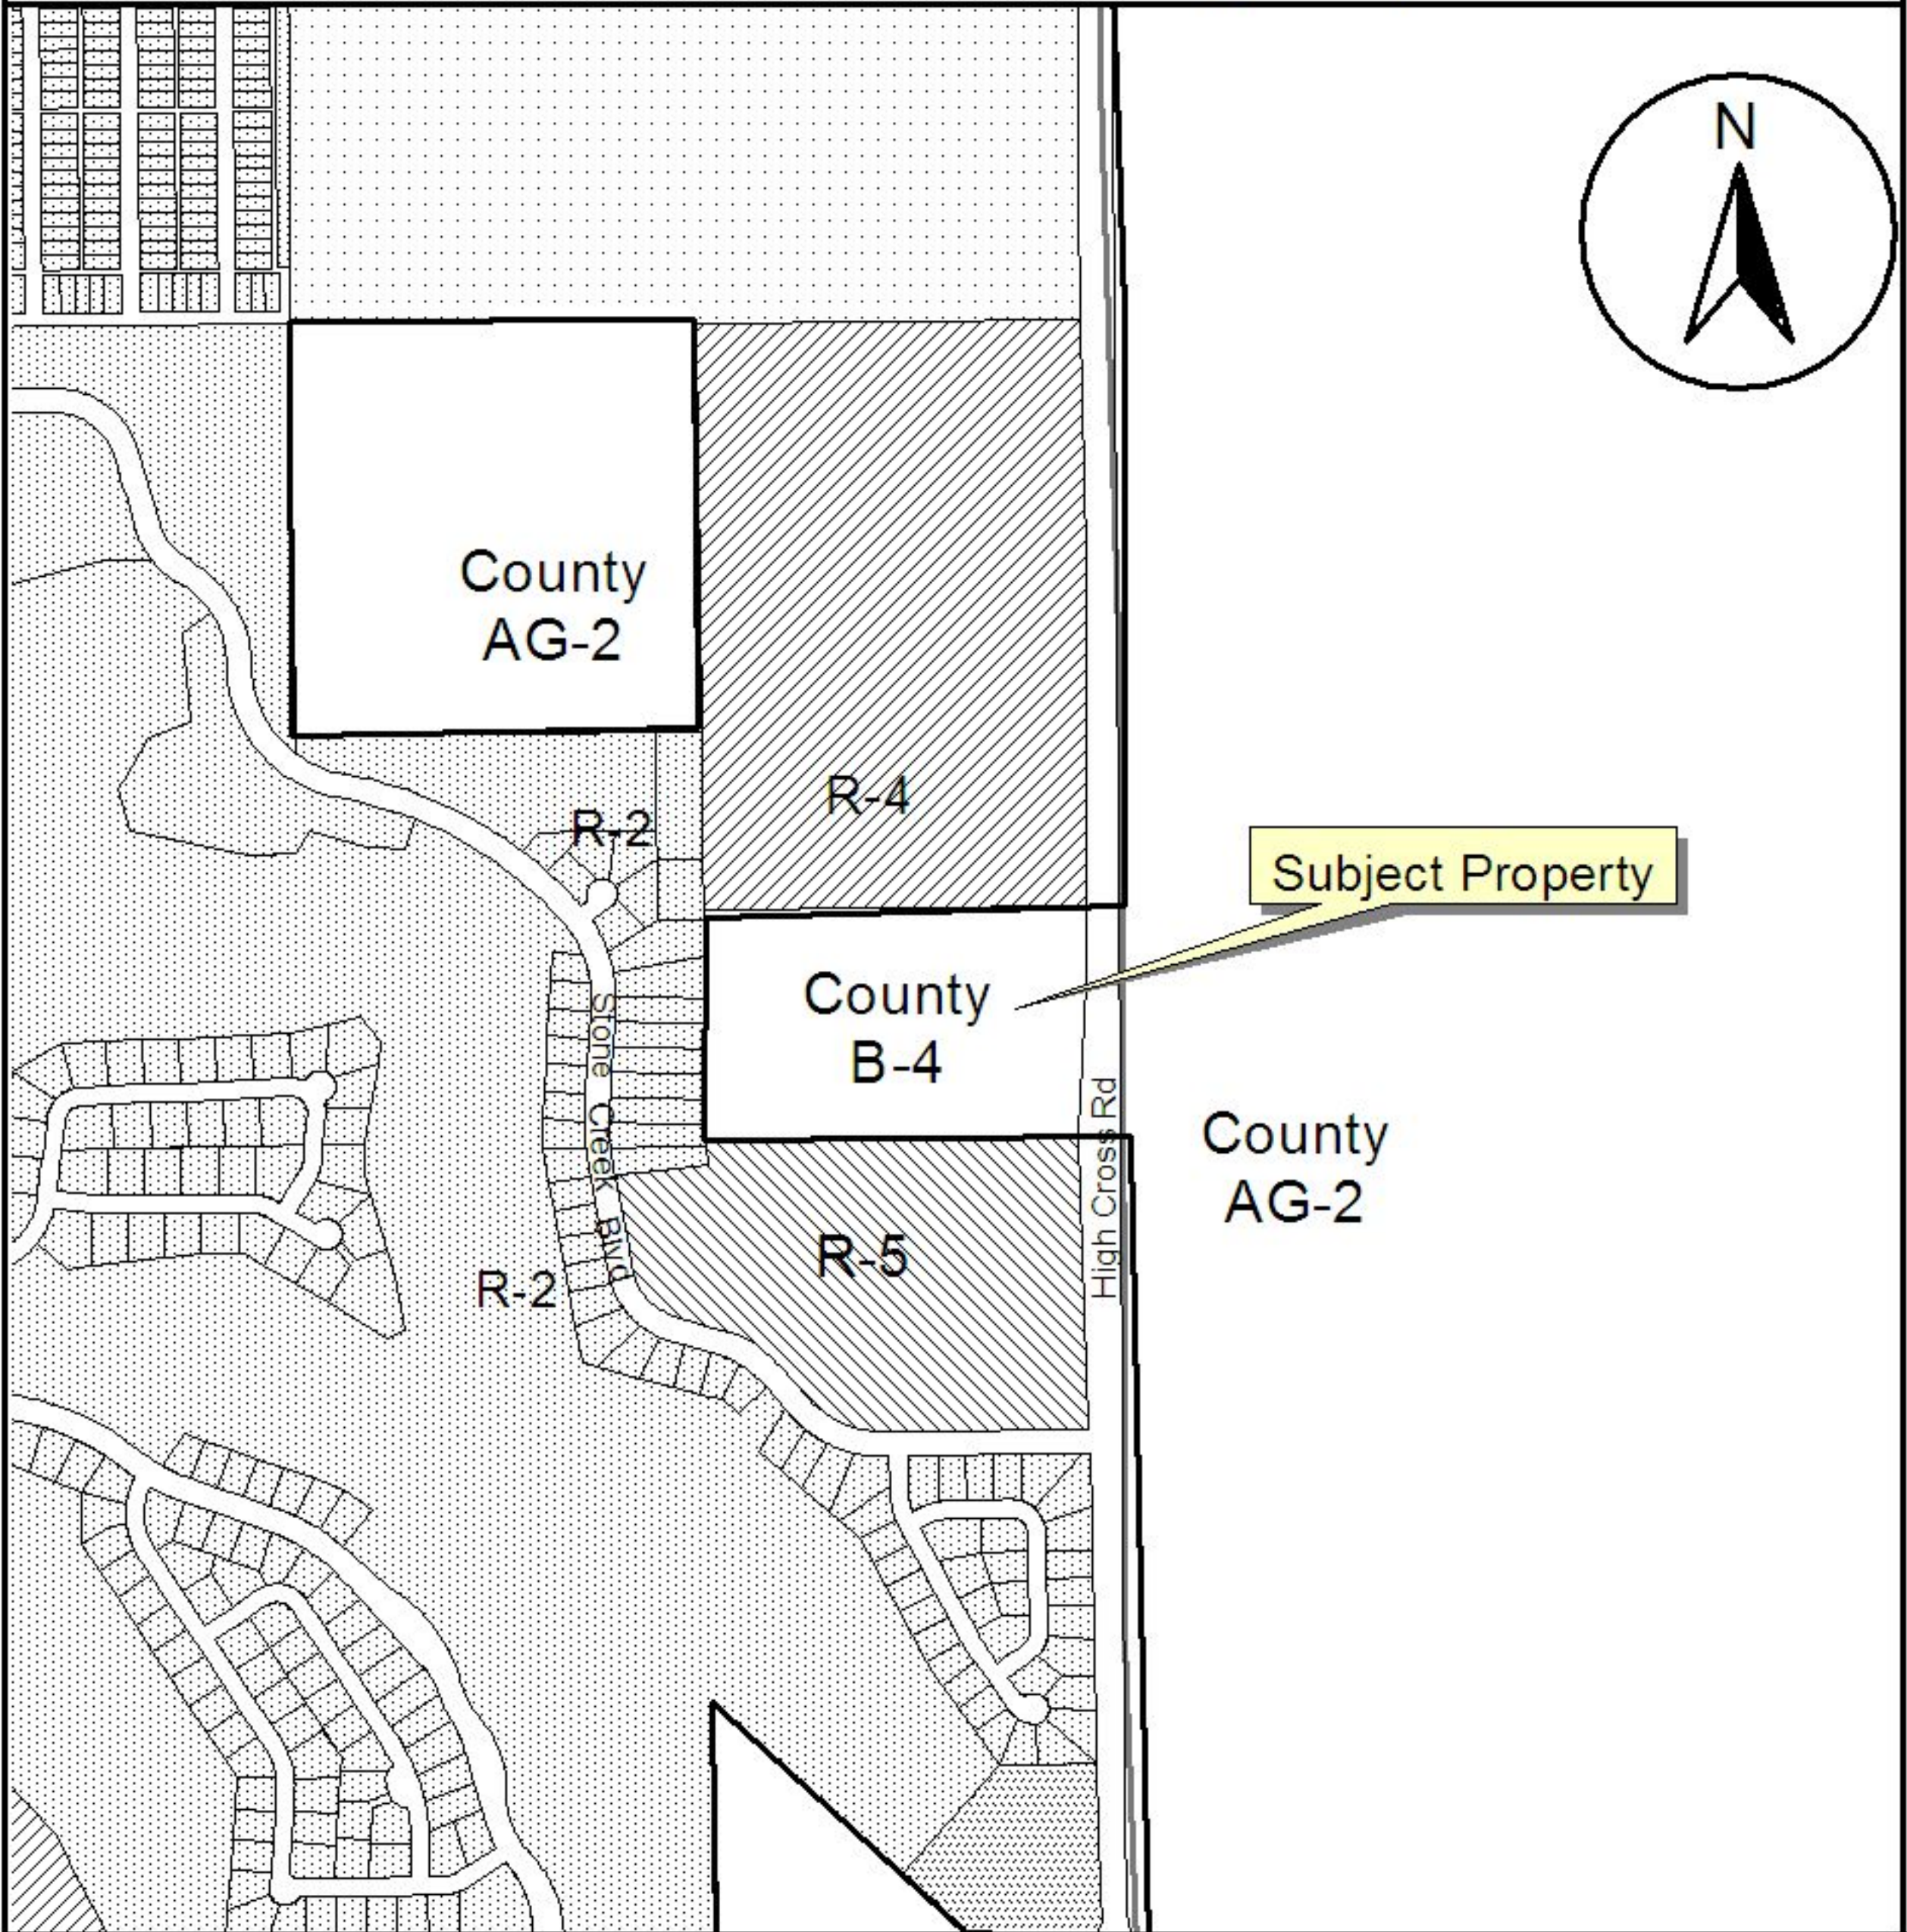 N
County
AG-2
R-4
R-2
Subject Property
County
B-4
Stone Creek Blvd
High Cross Rd
County
AG-2
R-5
R-2